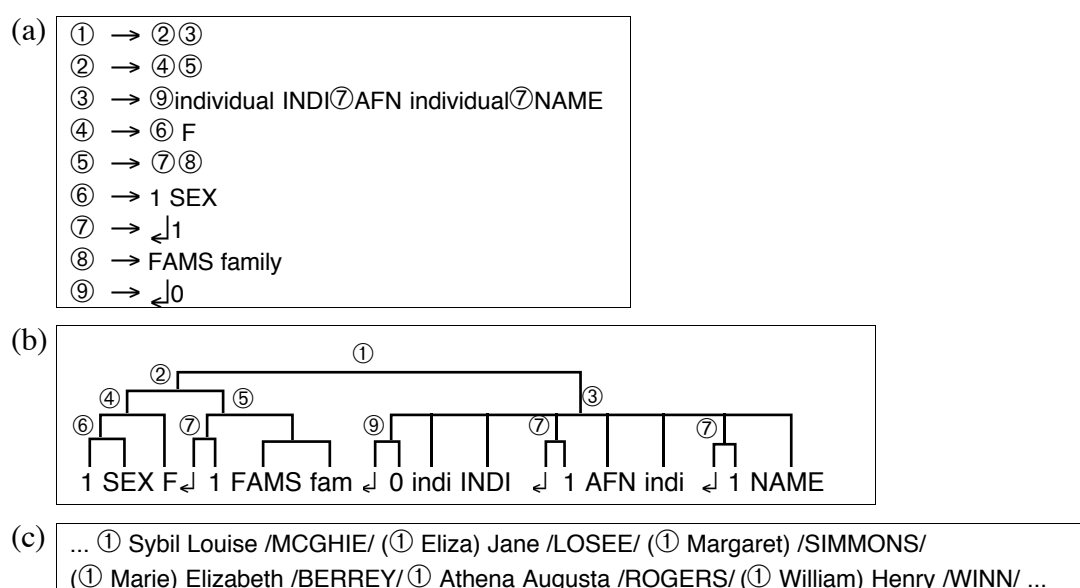 (a)
① → ②③
② → ④⑤
③ → ⑨individual INDI⑦AFN individual⑦NAME
④ → ⑥ F
⑤ → ⑦⑧
⑥ → 1 SEX
⑦ → ↲1
⑧ → FAMS family
⑨ → ↲0
(b)
①
②
④ ⑤ ③
⑥ ⑦ ⑨ ⑦ ⑦
1 SEX F↲ 1 FAMS fam ↲ 0 indi INDI ↲ 1 AFN indi ↲ 1 NAME
(c)
... ① Sybil Louise /MCGHIE/ (① Eliza) Jane /LOSEE/ (① Margaret) /SIMMONS/
(① Marie) Elizabeth /BERREY/ ① Athena Augusta /ROGERS/ (① William) Henry /WINN/ ...